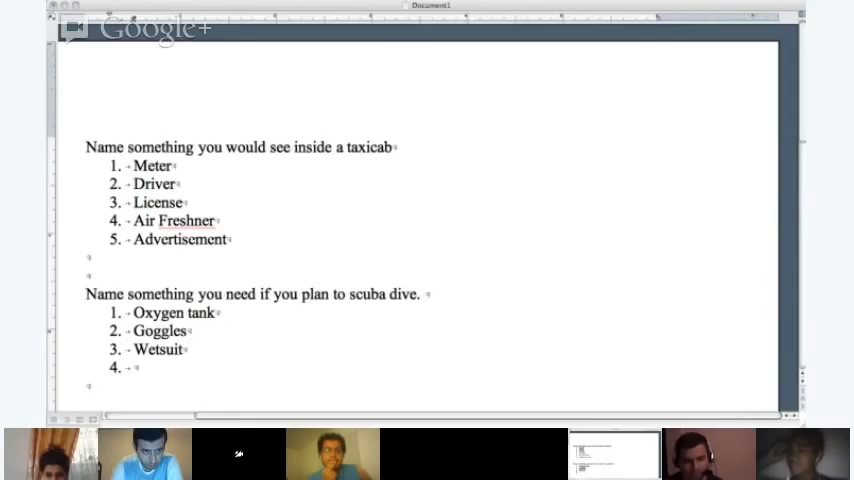 Document1
Google+
Name something you would see inside a taxicab
1. Meter
2. Driver
3. License
4. Air Freshner
5. Advertisement
Name something you need if you plan to scuba dive.
1. Oxygen tank
2. Goggles
3. Wetsuit
4.